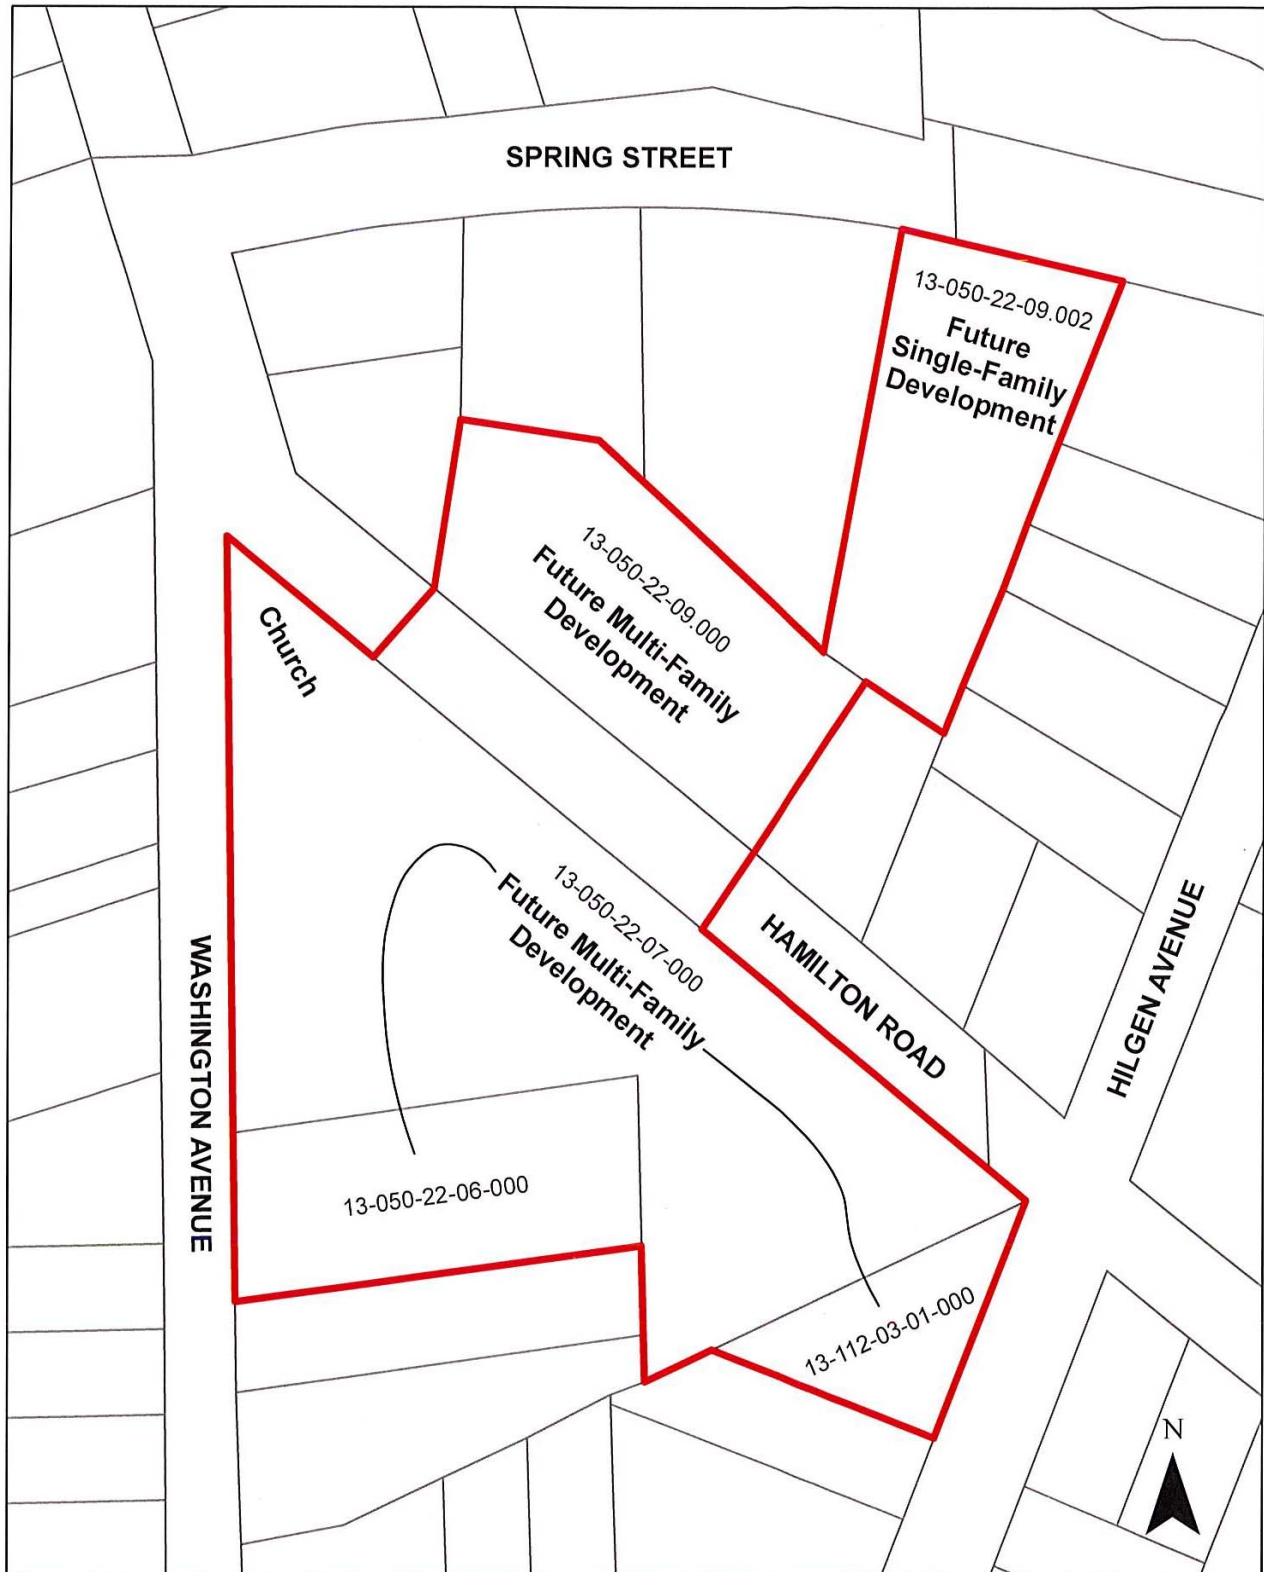 SPRING STREET
13-050-22-09.002
Future
Single-Family
Development
13-050-22-09.000
Future Multi-Family
Development
Church
13-050-22-07-000
Future Multi-Family
Development
HAMILTON ROAD
HILGEN AVENUE
WASHINGTON AVENUE
13-050-22-06-000
13-112-03-01-000
N